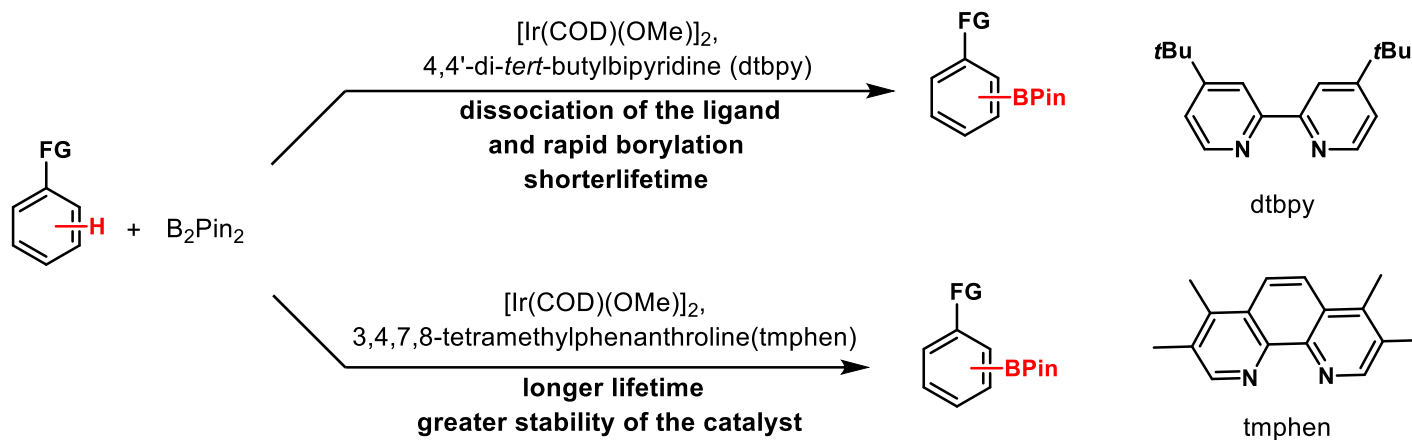 [Ir(COD)(OMe)]2,
4,4'-di-tert-butylbipyridine (dtbpy)
dissociation of the ligand
and rapid borylation
shorterlifetime
FG
BPin
tBu
tBu
N
N
dtbpy
FG
H
+ B2Pin2
[Ir(COD)(OMe)]2,
3,4,7,8-tetramethylphenanthroline(tmphen)
longer lifetime
greater stability of the catalyst
FG
BPin
N
N
tmphen